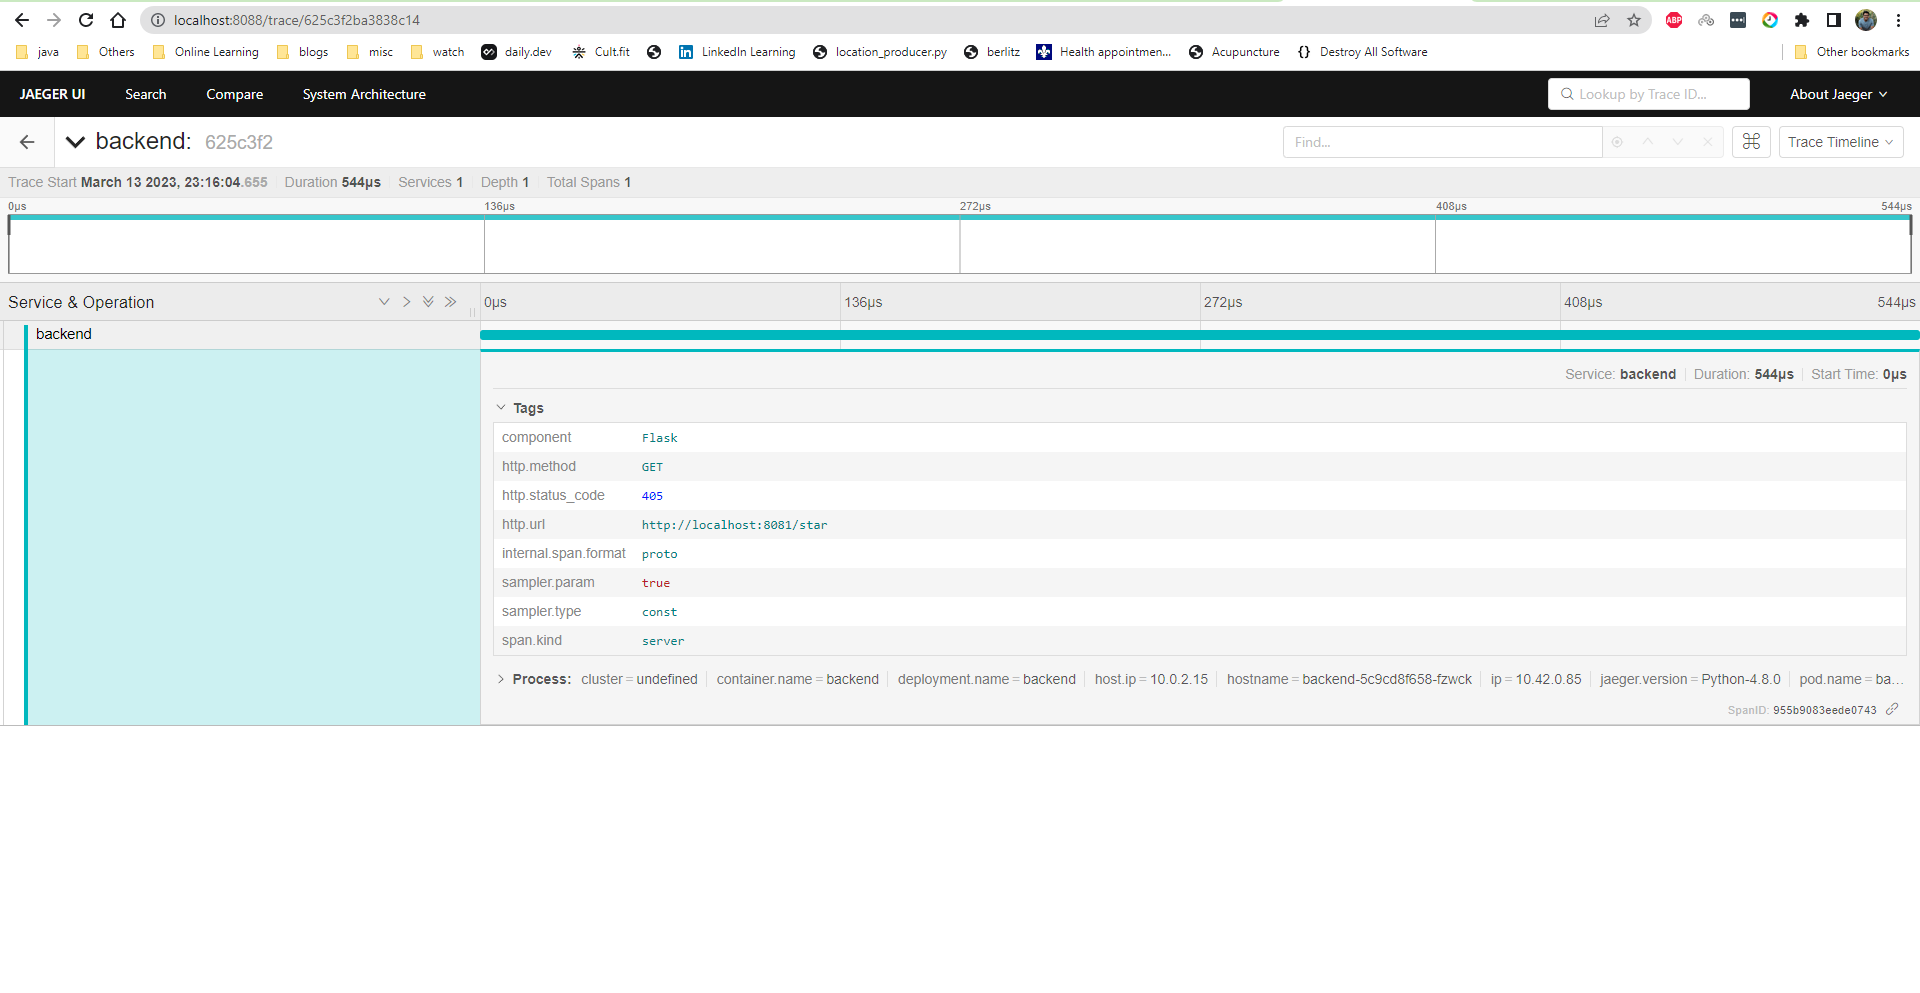 localhost:8088/trace/625c3f2ba3838c14
ABP
java Others Online Learning blogs misc watch daily.dev Cult.fit LinkedIn Learning location_producer.py berlitz Health appointmen... Acupuncture {} Destroy All Software Other bookmarks
JAEGER UI Search Compare System Architecture Lookup by Trace ID... About Jaeger
backend: 625c3f2 Find... ⌘ Trace Timeline
Trace Start March 13 2023, 23:16:04.655 Duration 544μs Services 1 Depth 1 Total Spans 1
0μs 136μs 272μs 408μs 544μs
Service & Operation 0μs 136μs 272μs 408μs 544μs
backend
Service: backend Duration: 544μs Start Time: 0μs
Tags
component Flask
http.method GET
http.status_code 405
http.url http://localhost:8081/star
internal.span.format proto
sampler.param true
sampler.type const
span.kind server
Process: cluster = undefined container.name = backend deployment.name = backend host.ip = 10.0.2.15 hostname = backend-5c9cd8f658-fzwck ip = 10.42.0.85 jaeger.version = Python-4.8.0 pod.name = ba...
SpanID: 955b9083eede0743